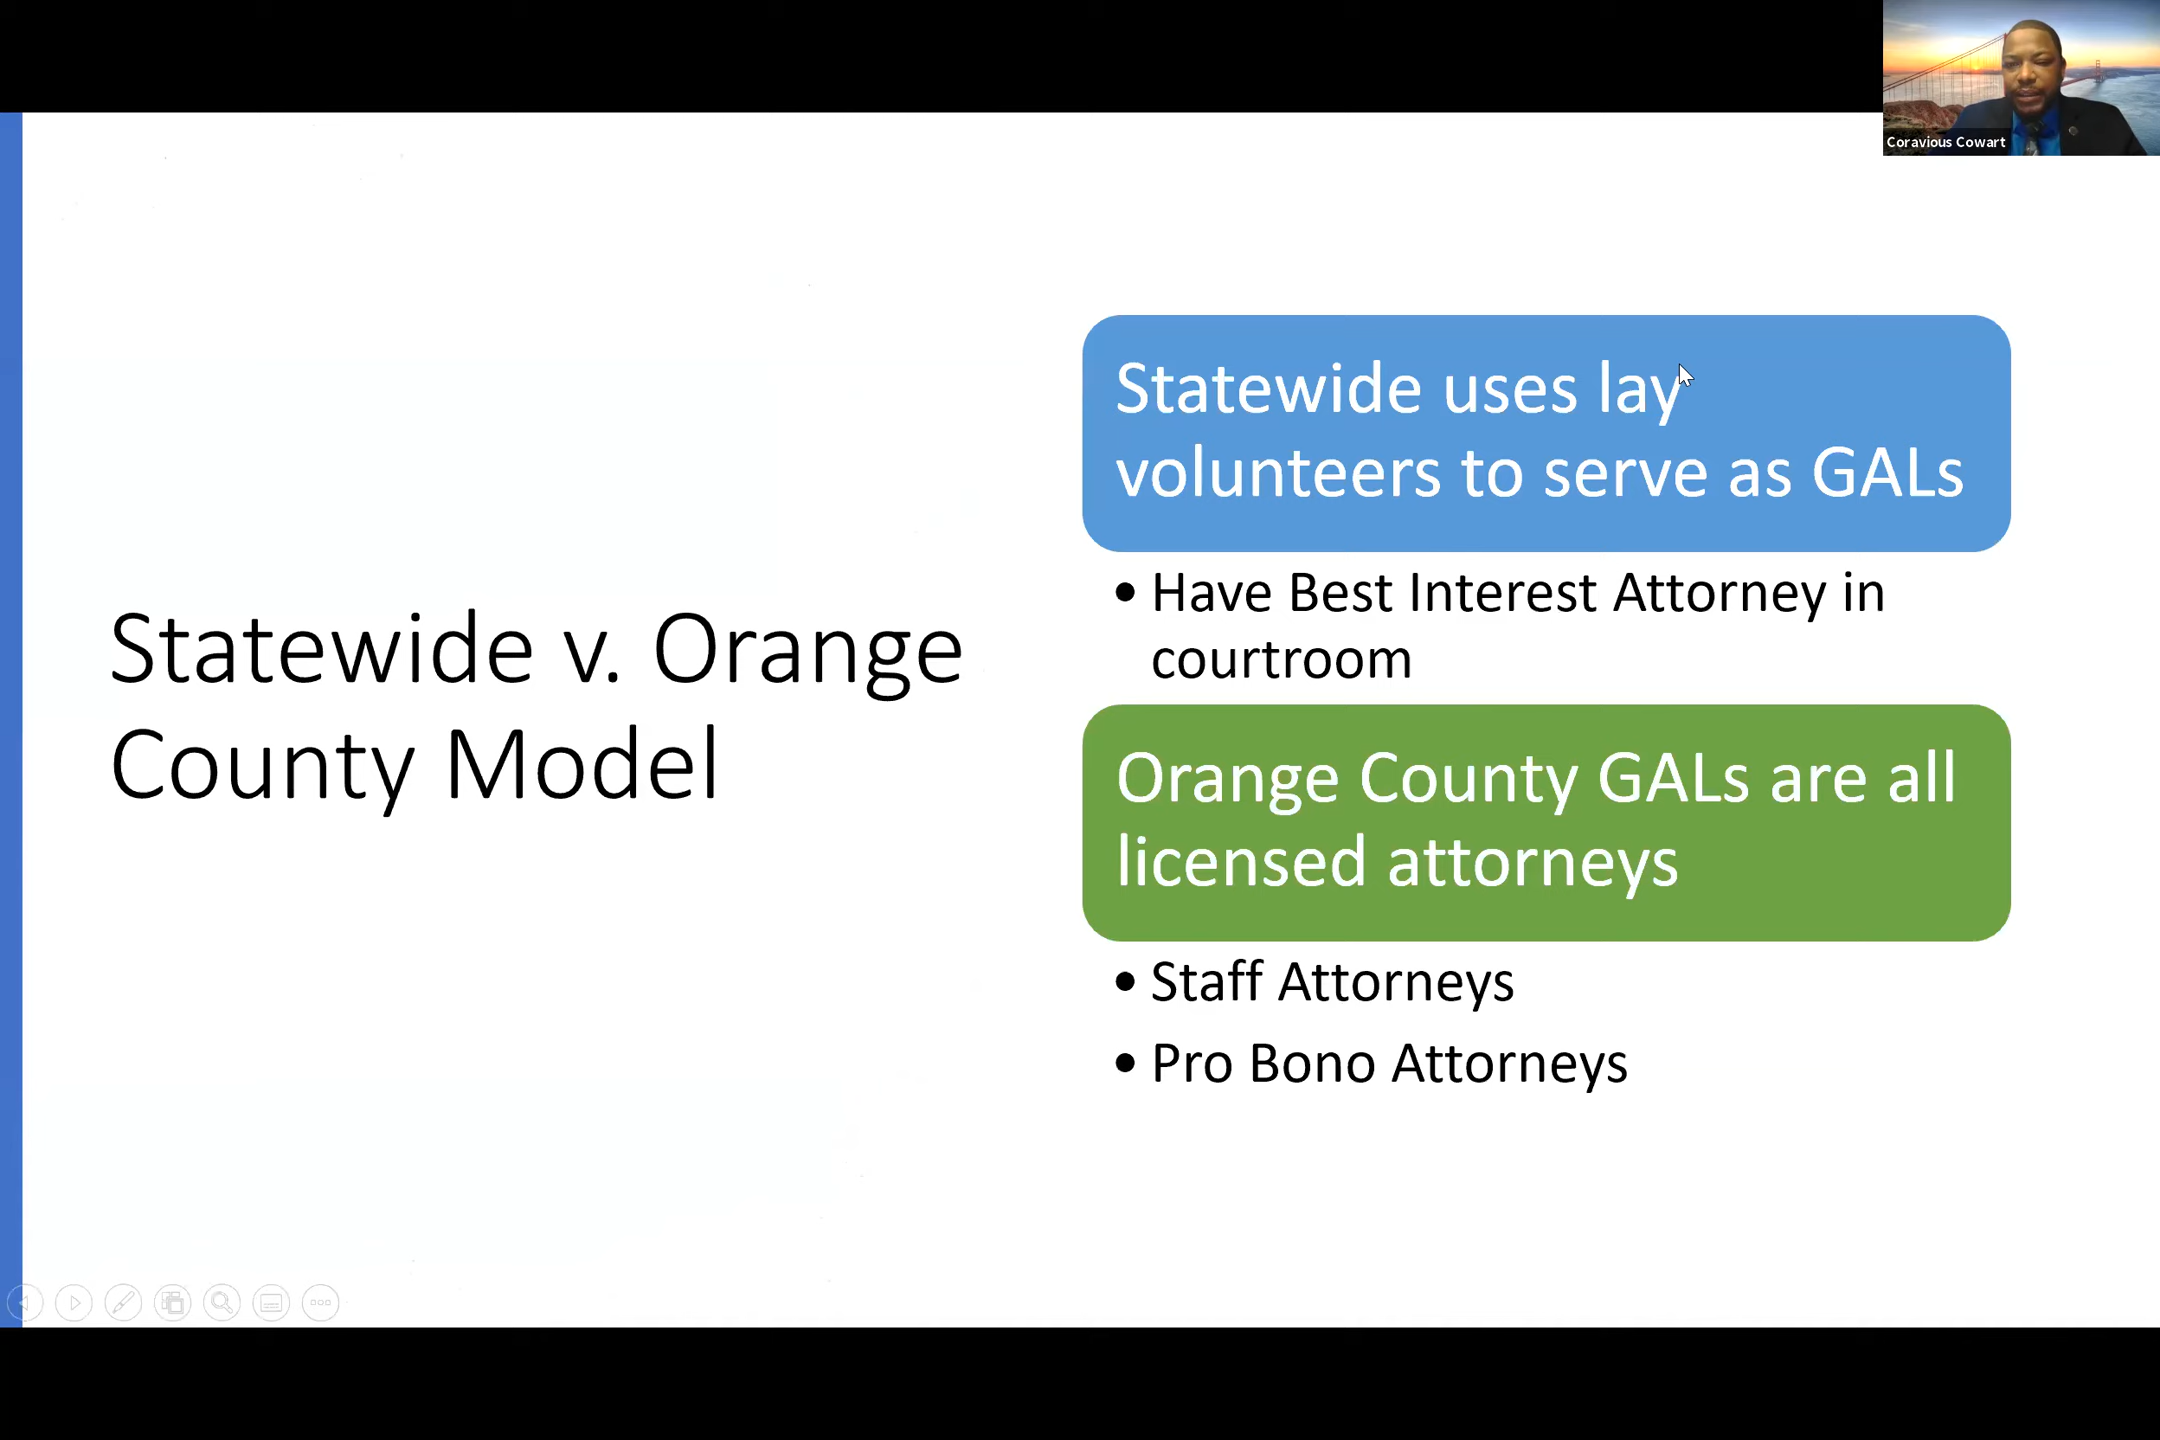 Coravious Cowart
Statewide v. Orange
County Model
Statewide uses lay
volunteers to serve as GALs
• Have Best Interest Attorney in
courtroom
Orange County GALs are all
licensed attorneys
• Staff Attorneys
• Pro Bono Attorneys